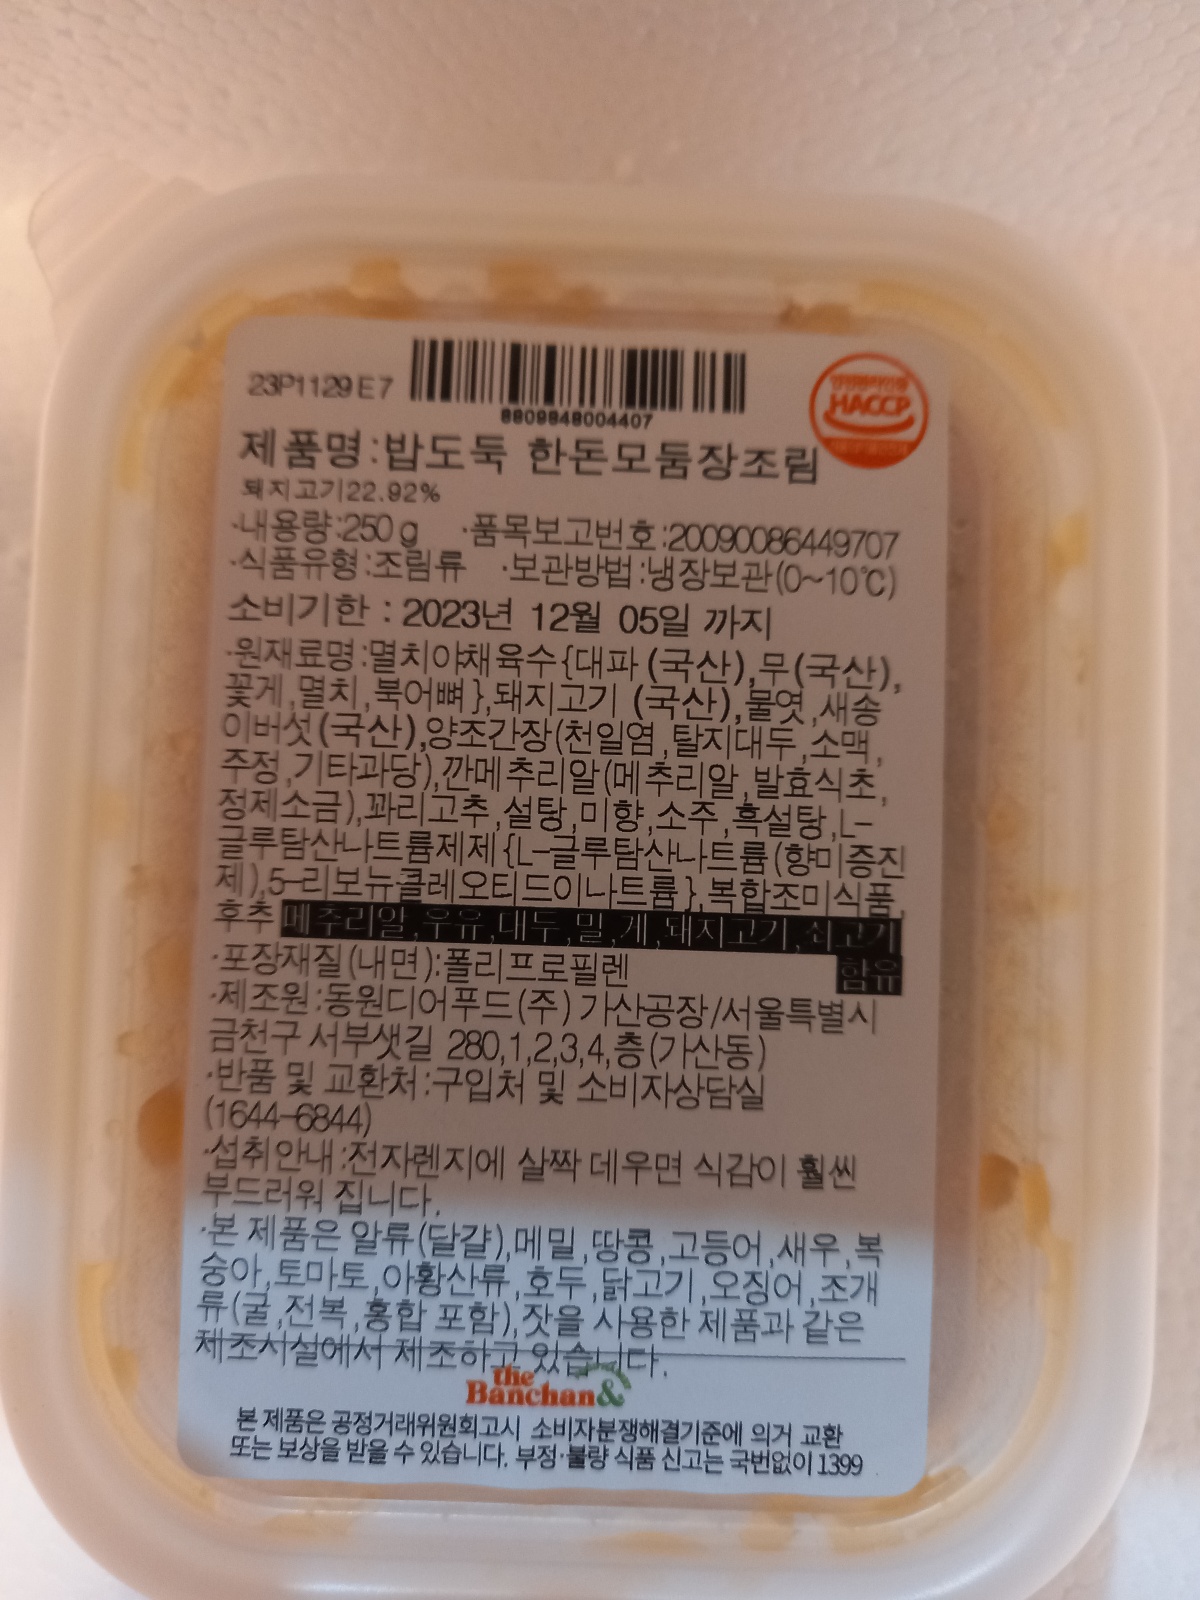 23P1129 E7
8809948004407
HACCP
제품명:밥도둑 한돈모둠장조림
돼지고기22.92%
·내용량:250g ·품목보고번호:20090086449707
·식품유형:조림류 ·보관방법:냉장보관(0~10℃)
소비기한 : 2023년 12월 05일 까지
·원재료명:멸치야채육수{대파(국산),무(국산),
꽃게,멸치,북어뼈},돼지고기 (국산),물엿,새송
이버섯(국산),양조간장(천일염,탈지대두,소맥,
주정,기타과당),깐메추리알(메추리알,발효식초,
정제소금),꽈리고추,설탕,미향,소주,흑설탕,L-
글루탐산나트륨제제{L-글루탐산나트륨(향미증진
제),5-리보뉴클레오티드이나트륨},복합조미식품,
후추 메추리알,우유,대두,밀,게,돼지고기,쇠고기
함유
·포장재질(내면):폴리프로필렌
·제조원:동원디어푸드(주) 가산공장/서울특별시
금천구 서부샛길 280,1,2,3,4,층(가산동)
·반품 및 교환처:구입처 및 소비자상담실
(1644-6844)
·섭취안내:전자렌지에 살짝 데우면 식감이 훨씬
부드러워 집니다.
·본 제품은 알류(달걀),메밀,땅콩,고등어,새우,복
숭아,토마토,아황산류,호두,닭고기,오징어,조개
류(굴,전복,홍합 포함),잣을 사용한 제품과 같은
제조시설에서 제조하고 있습니다.
the
Banchan&
본 제품은 공정거래위원회고시 소비자분쟁해결기준에 의거 교환
또는 보상을 받을 수 있습니다. 부정·불량 식품 신고는 국번없이 1399